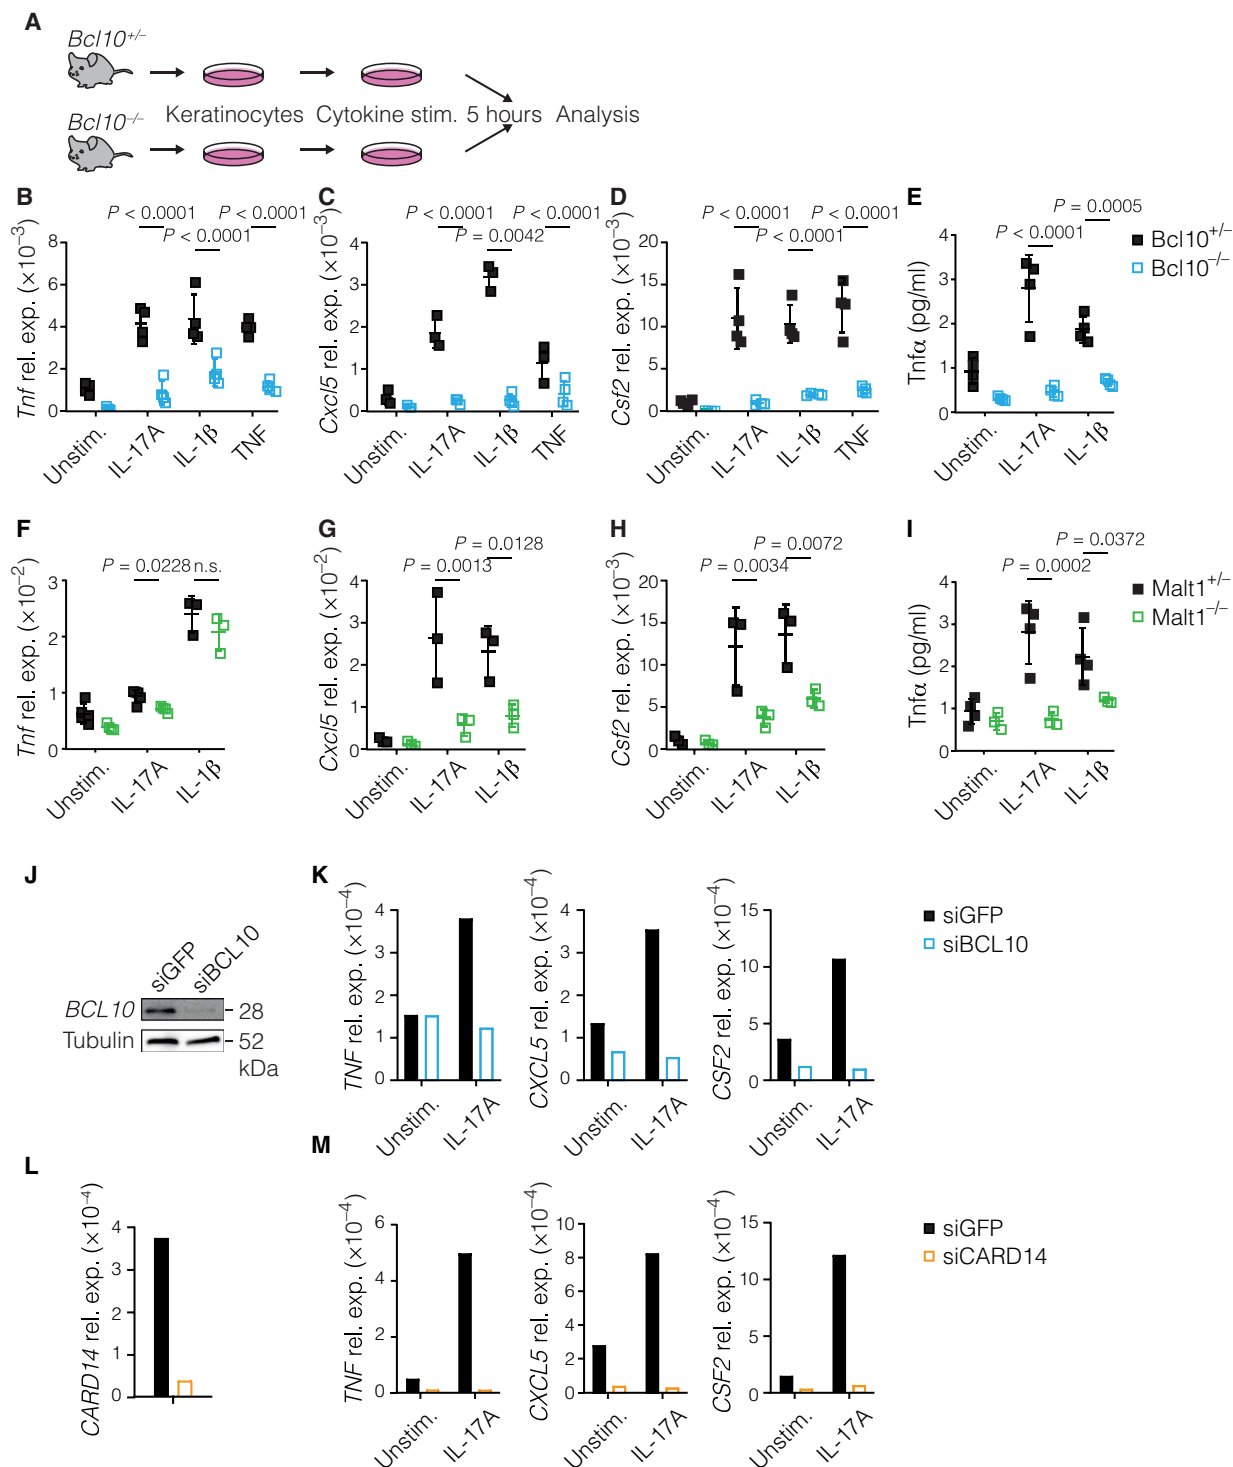 A
Bcl10+/–
Bcl10–/–
Keratinocytes Cytokine stim. 5 hours Analysis
B
P < 0.0001 P < 0.0001
P < 0.0001
Tnf rel. exp. (×10–3)
8
6
4
2
0
Unstim.
IL-17A
IL-1β
TNF
C
P < 0.0001 P < 0.0001
P = 0.0042
Cxcl5 rel. exp. (×10–3)
4
3
2
1
0
Unstim.
IL-17A
IL-1β
TNF
D
P < 0.0001 P < 0.0001
P < 0.0001
Csf2 rel. exp. (×10–3)
20
15
10
5
0
Unstim.
IL-17A
IL-1β
TNF
E
P = 0.0005
P < 0.0001
Tnfα (pg/ml)
4
3
2
1
0
Unstim.
IL-17A
IL-1β
Bcl10+/–
Bcl10–/–
F
P = 0.0228 n.s.
Tnf rel. exp. (×10–2)
3
2
1
0
Unstim.
IL-17A
IL-1β
G
P = 0.0128
P = 0.0013
Cxcl5 rel. exp. (×10–2)
4
3
2
1
0
Unstim.
IL-17A
IL-1β
H
P = 0.0072
P = 0.0034
Csf2 rel. exp. (×10–3)
20
15
10
5
0
Unstim.
IL-17A
IL-1β
I
P = 0.0372
P = 0.0002
Tnfα (pg/ml)
4
3
2
1
0
Unstim.
IL-17A
IL-1β
Malt1+/–
Malt1–/–
J
siGFP
siBCL10
BCL10
28
Tubulin
52
kDa
K
TNF rel. exp. (×10–4)
4
3
2
1
0
Unstim.
IL-17A
CXCL5 rel. exp. (×10–4)
4
3
2
1
0
Unstim.
IL-17A
CSF2 rel. exp. (×10–4)
15
10
5
0
Unstim.
IL-17A
siGFP
siBCL10
L
CARD14 rel. exp. (×10–4)
4
3
2
1
0
M
TNF rel. exp. (×10–4)
6
4
2
0
Unstim.
IL-17A
CXCL5 rel. exp. (×10–4)
10
8
6
4
2
0
Unstim.
IL-17A
CSF2 rel. exp. (×10–4)
15
10
5
0
Unstim.
IL-17A
siGFP
siCARD14